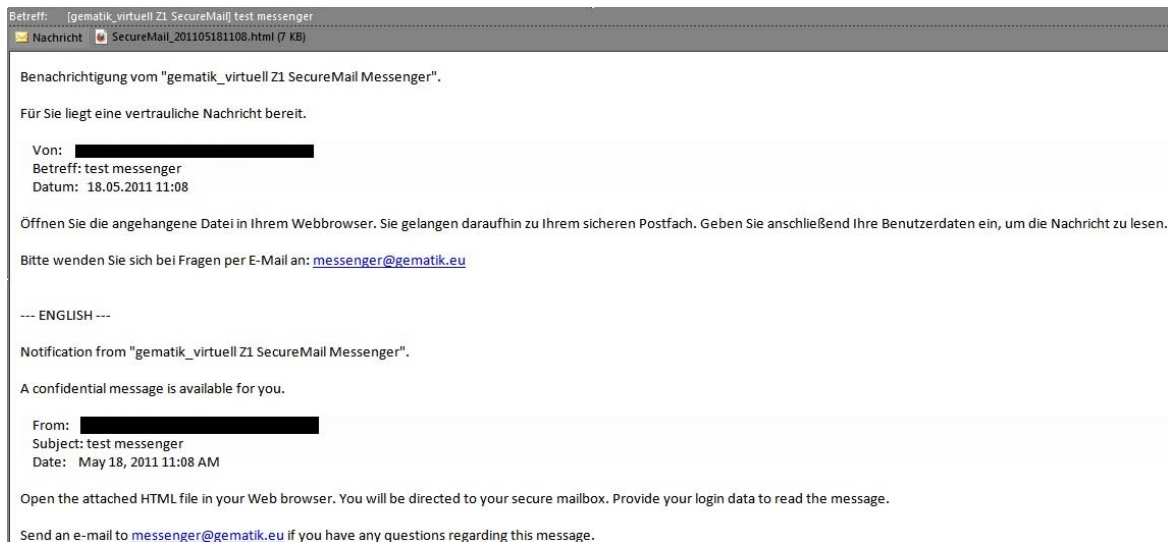 Betreff: [gematik_virtuell Z1 SecureMail] test messenger
Nachricht SecureMail_201105181108.html (7 KB)
Benachrichtigung vom "gematik_virtuell Z1 SecureMail Messenger".
Für Sie liegt eine vertrauliche Nachricht bereit.
Von:
Betreff: test messenger
Datum: 18.05.2011 11:08
Öffnen Sie die angehangene Datei in Ihrem Webbrowser. Sie gelangen daraufhin zu Ihrem sicheren Postfach. Geben Sie anschließend Ihre Benutzerdaten ein, um die Nachricht zu lesen.
Bitte wenden Sie sich bei Fragen per E-Mail an: messenger@gematik.eu
--- ENGLISH ---
Notification from "gematik_virtuell Z1 SecureMail Messenger".
A confidential message is available for you.
From:
Subject: test messenger
Date: May 18, 2011 11:08 AM
Open the attached HTML file in your Web browser. You will be directed to your secure mailbox. Provide your login data to read the message.
Send an e-mail to messenger@gematik.eu if you have any questions regarding this message.